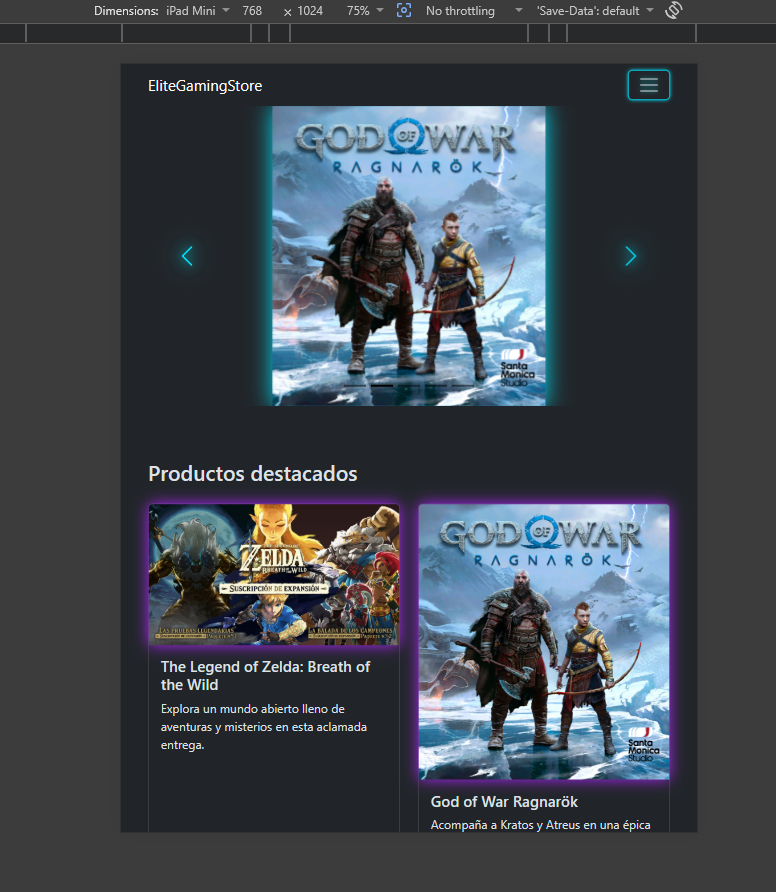 Dimensions: iPad Mini 768 × 1024 75% No throttling 'Save-Data': default
EliteGamingStore
GOD OF WAR
RAGNARÖK
Santa
Monica
Studio
Productos destacados
THE LEGEND OF
ZELDA
BREATH OF THE WILD
SUSCRIPCIÓN DE EXPANSIÓN
LAS PRUEBAS LEGENDARIAS
LA BALADA DE LOS CAMPEONES
The Legend of Zelda: Breath of
the Wild
Explora un mundo abierto lleno de
aventuras y misterios en esta aclamada
entrega.
GOD OF WAR
RAGNARÖK
Santa
Monica
Studio
God of War Ragnarök
Acompaña a Kratos y Atreus en una épica